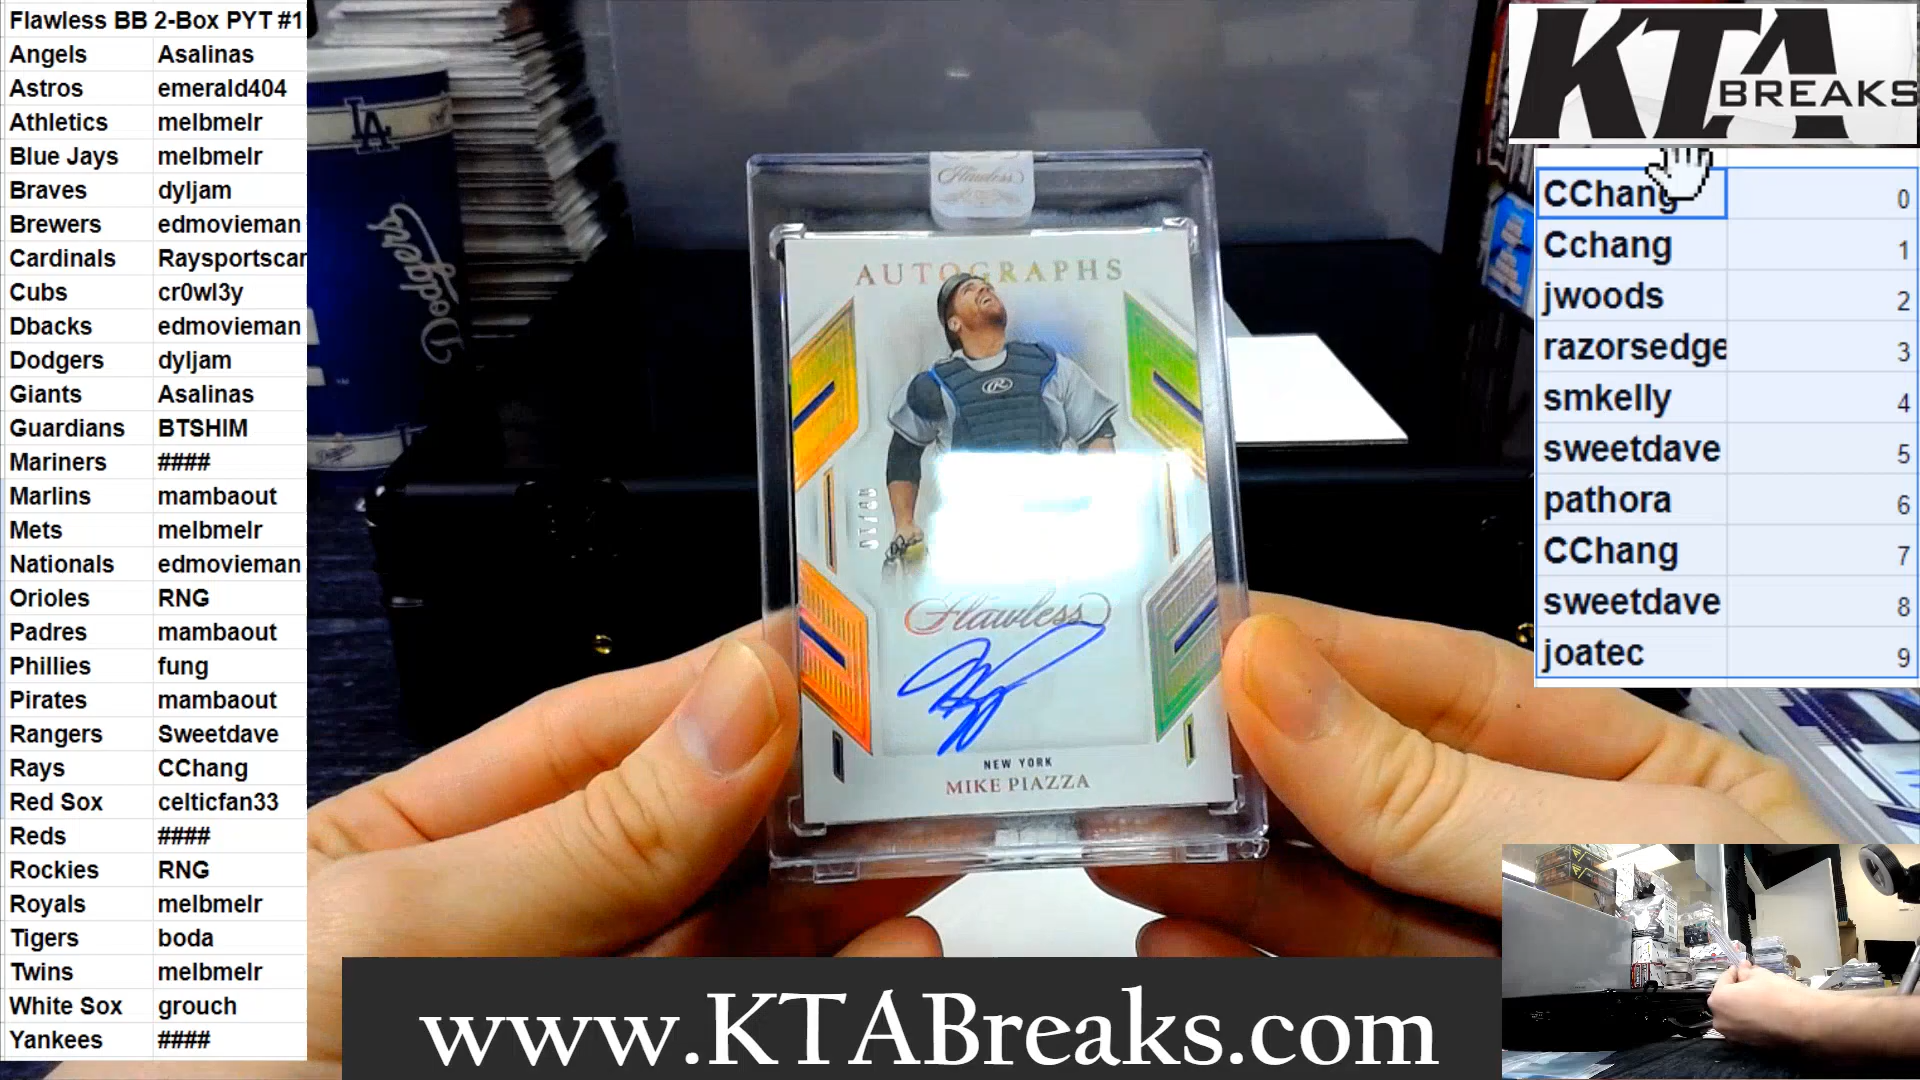 Flawless BB 2-Box PYT #1
Angels Asalinas
Astros emerald404
Athletics melbmelr
Blue Jays melbmelr
Braves dyljam
Brewers edmovieman
Cardinals Raysportscar
Cubs cr0wl3y
Dbacks edmovieman
Dodgers dyljam
Giants Asalinas
Guardians BTSHIM
Mariners ####
Marlins mambaout
Mets melbmelr
Nationals edmovieman
Orioles RNG
Padres mambaout
Phillies fung
Pirates mambaout
Rangers Sweetdave
Rays CChang
Red Sox celticfan33
Reds ####
Rockies RNG
Royals melbmelr
Tigers boda
Twins melbmelr
White Sox grouch
Yankees ####
LA
Dodgers
Flawless
AUTOGRAPHS
R
Flawless
NEW YORK
MIKE PIAZZA
KTA
BREAKS
CChang 0
Cchang 1
jwoods 2
razorsedge 3
smkelly 4
sweetdave 5
pathora 6
CChang 7
sweetdave 8
joatec 9
www.KTABreaks.com